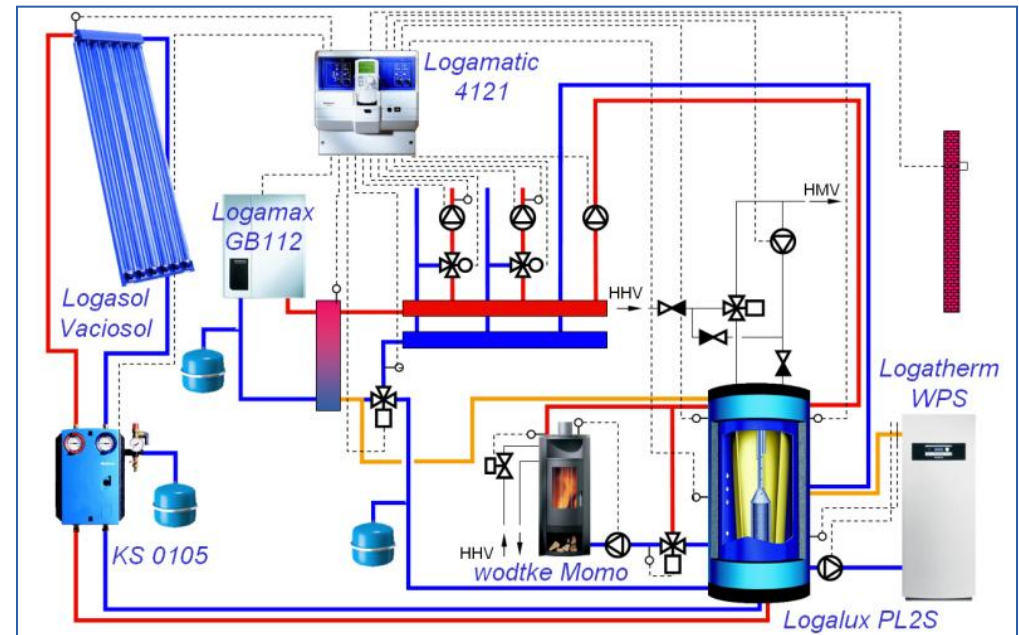 Logamatic
4121
Logamax
GB112
HMV
Logasol
Vaciosol
HHV
Logatherm
WPS
KS 0105
HHV
wodtke Momo
Logalux PL2S